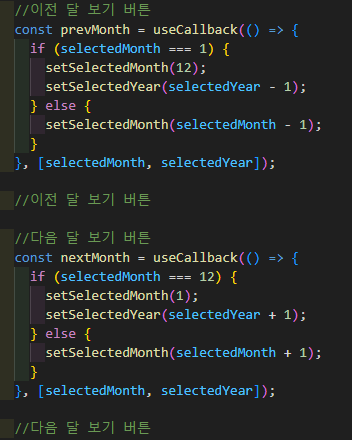 //이전 달 보기 버튼
const prevMonth = useCallback(() => {
  if (selectedMonth === 1) {
    setSelectedMonth(12);
    setSelectedYear(selectedYear - 1);
  } else {
    setSelectedMonth(selectedMonth - 1);
  }
}, [selectedMonth, selectedYear]);
//이전 달 보기 버튼
//다음 달 보기 버튼
const nextMonth = useCallback(() => {
  if (selectedMonth === 12) {
    setSelectedMonth(1);
    setSelectedYear(selectedYear + 1);
  } else {
    setSelectedMonth(selectedMonth + 1);
  }
}, [selectedMonth, selectedYear]);
//다음 달 보기 버튼